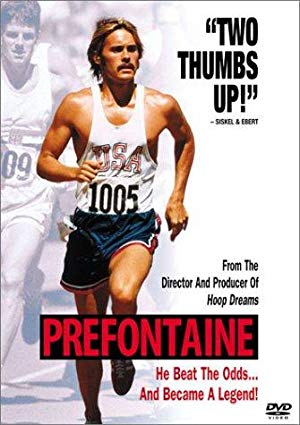 "TWO
THUMBS
UP!"
– SISKEL & EBERT
USA
1005
09
From The
Director And Producer Of
Hoop Dreams
PREFONTAINE
He Beat The Odds...
And Became A Legend!
DVD
VIDEO